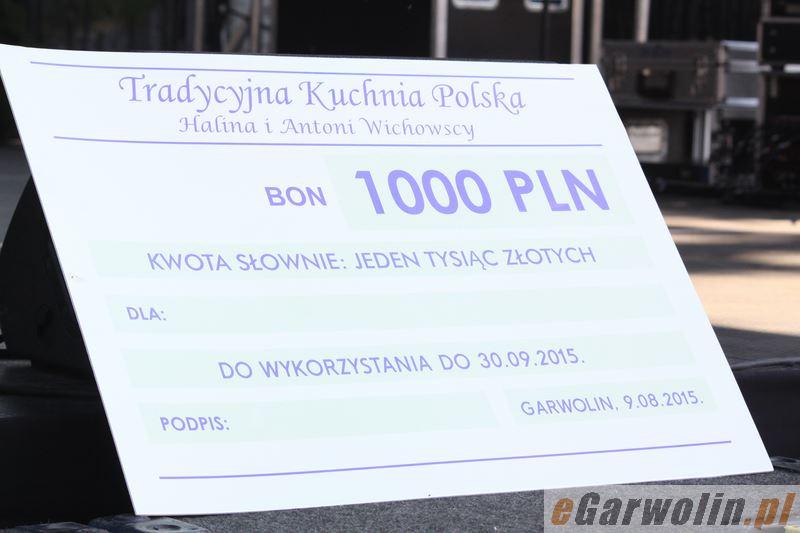 Tradycyjna Kuchnia Polska
Halina i Antoni Wichowscy
BON 1000 PLN
KWOTA SŁOWNIE: JEDEN TYSIĄC ZŁOTYCH
DLA:
DO WYKORZYSTANIA DO 30.09.2015.
PODPIS:
GARWOLIN, 9.08.2015.
eGarwolin.pl